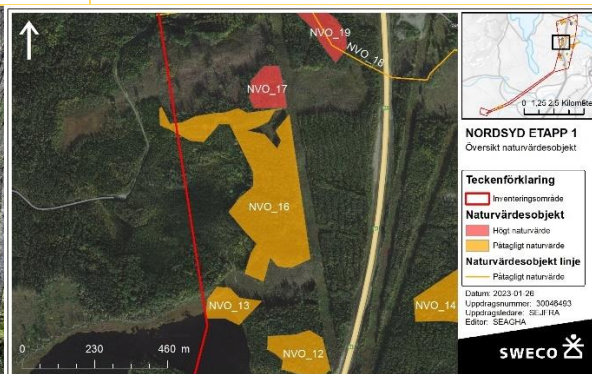 NVO_19
NVO_18
NVO_17
NVO_16
NVO_13
NVO_14
NVO_12
0 230 460 m
0 1,25 2,5 Kilometer
NORDSYD ETAPP 1
Översikt naturvärdesobjekt
Teckenförklaring
Inventeringsområde
Naturvärdesobjekt
Högt naturvärde
Påtagligt naturvärde
Naturvärdesobjekt linje
Påtagligt naturvärde
Datum: 2023-01-26
Uppdragsnummer: 30046493
Uppdragsledare: SEJFRA
Editor: SEAGHA
SWECO